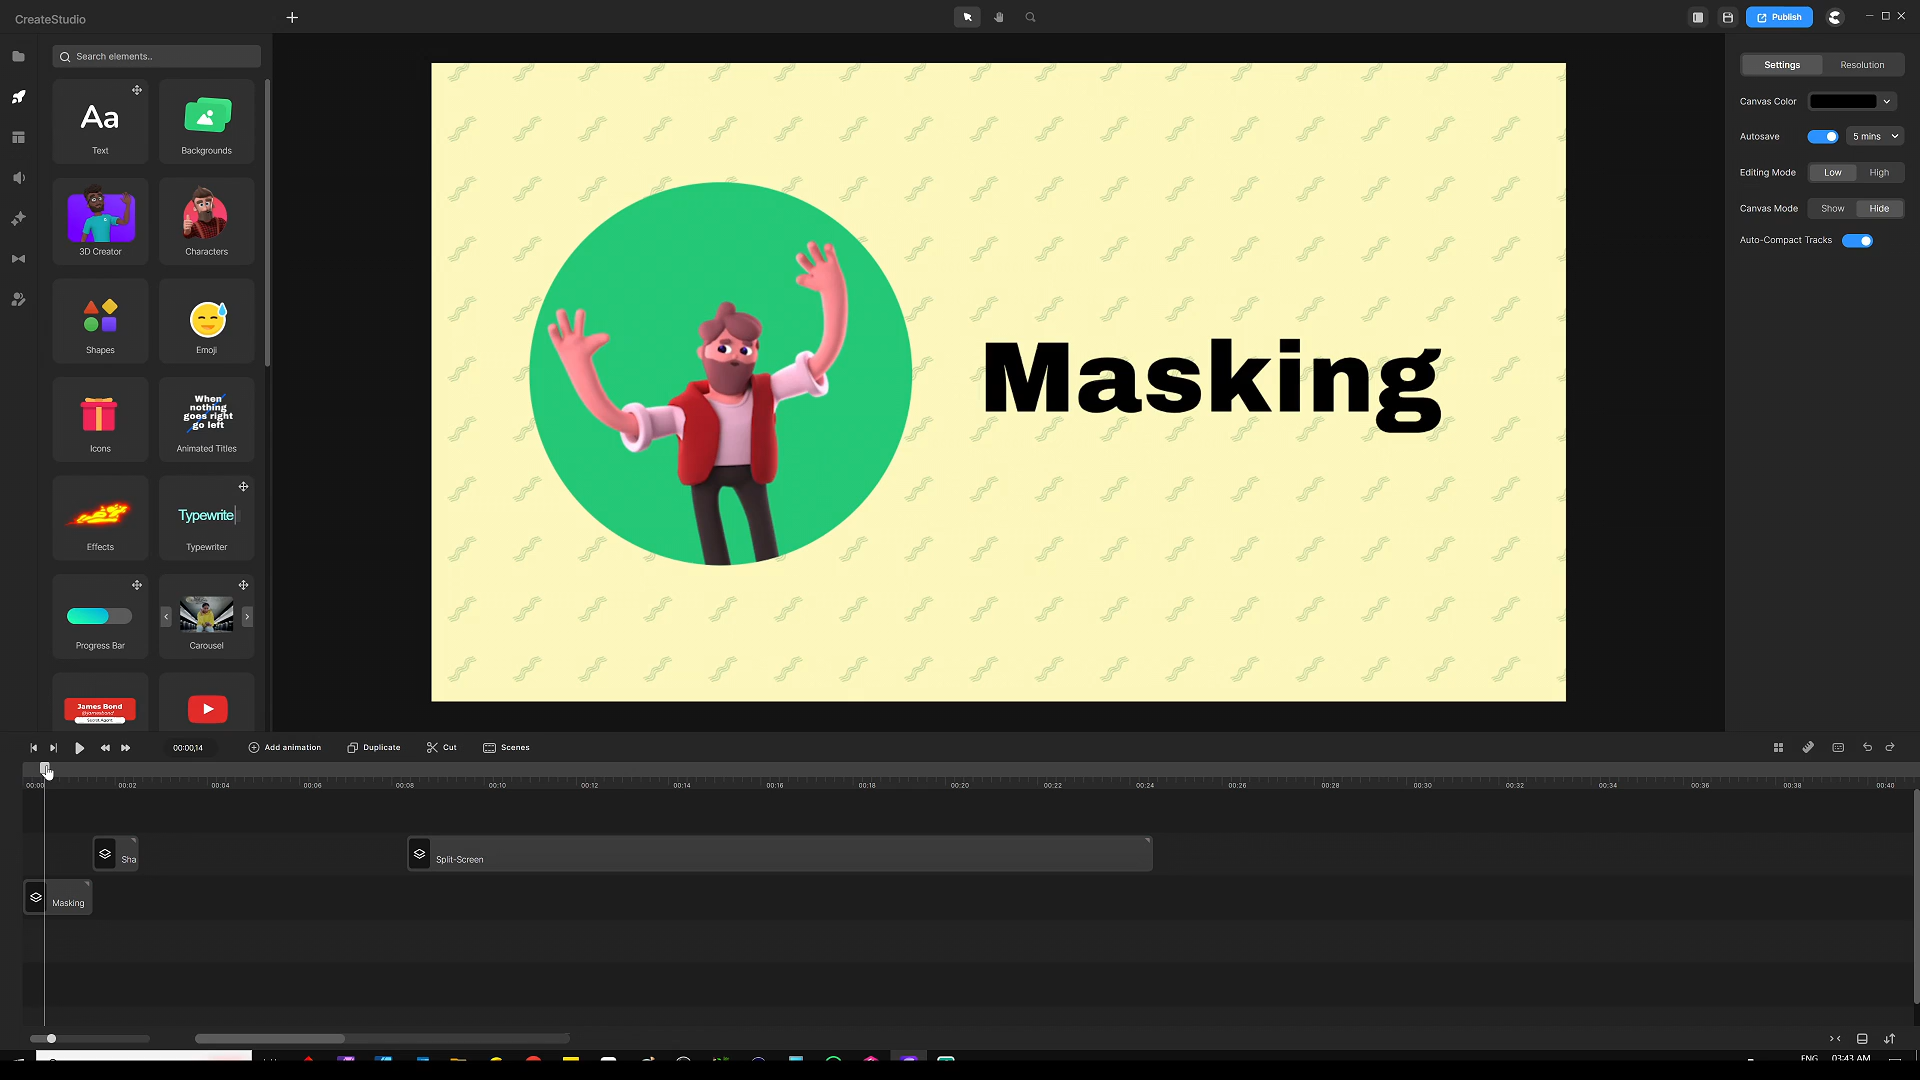 CreateStudio
Publish
Search elements..
Settings
Resolution
Aa
Text
Backgrounds
Canvas Color
Autosave
5 mins
Editing Mode
Low
High
Canvas Mode
Show
Hide
Auto-Compact Tracks
3D Creator
Characters
Shapes
Emoji
Masking
When
nothing
goes right
go left
Icons
Animated Titles
Typewrite
Effects
Typewriter
Progress Bar
Carousel
James Bond
@jamesbond
Secret Agent
00:00,14
Add animation
Duplicate
Cut
Scenes
00:00
00:02
00:04
00:06
00:08
00:10
00:12
00:14
00:16
00:18
00:20
00:22
00:24
00:26
00:28
00:30
00:32
00:34
00:36
00:38
00:40
Sha
Split-Screen
Masking
ENG
03:43 AM